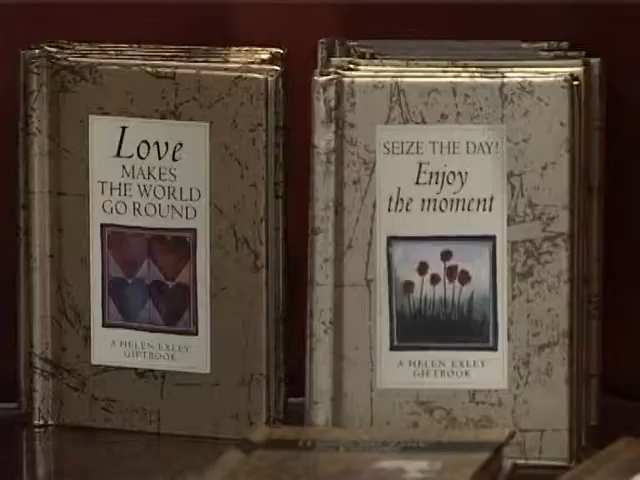 Love
MAKES
THE WORLD
GO ROUND
A HELEN EXLEY
GIFTBOOK
SEIZE THE DAY!
Enjoy
the moment
A HELEN EXLEY
GIFTBOOK